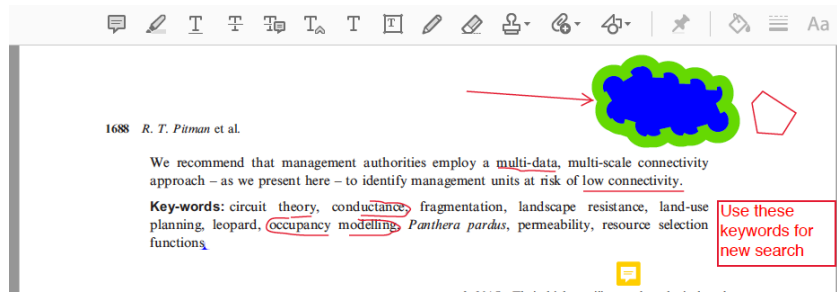 Aa
1688 R. T. Pitman et al.
We recommend that management authorities employ a multi-data, multi-scale connectivity
approach – as we present here – to identify management units at risk of low connectivity.
Key-words: circuit theory, conductance, fragmentation, landscape resistance, land-use
planning, leopard, occupancy modelling, Panthera pardus, permeability, resource selection
functions
Use these
keywords for
new search